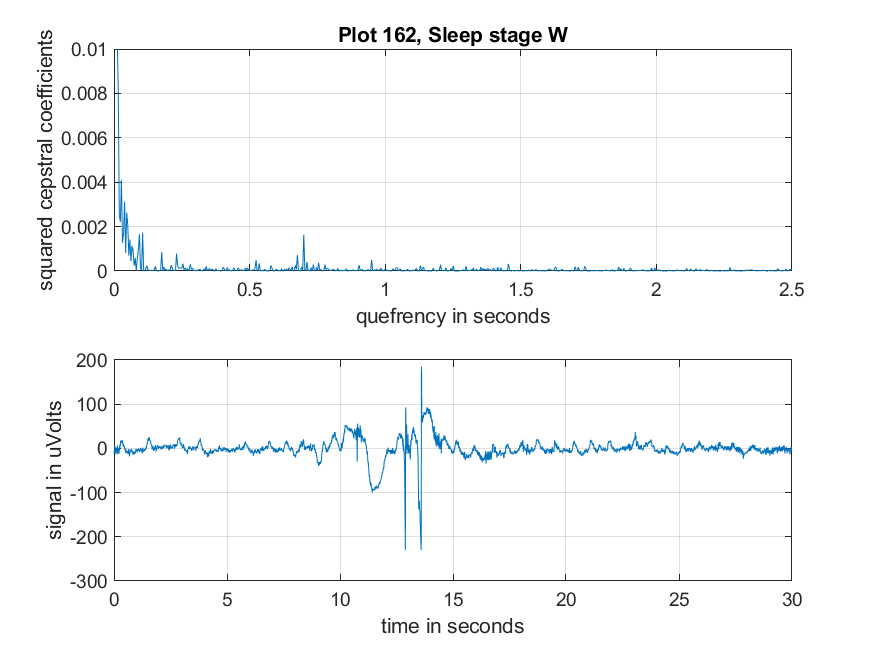 Plot 162, Sleep stage W
squared cepstral coefficients
0.01
0.008
0.006
0.004
0.002
0
0 0.5 1 1.5 2 2.5
quefrency in seconds
signal in uVolts
200
100
0
-100
-200
-300
0 5 10 15 20 25 30
time in seconds